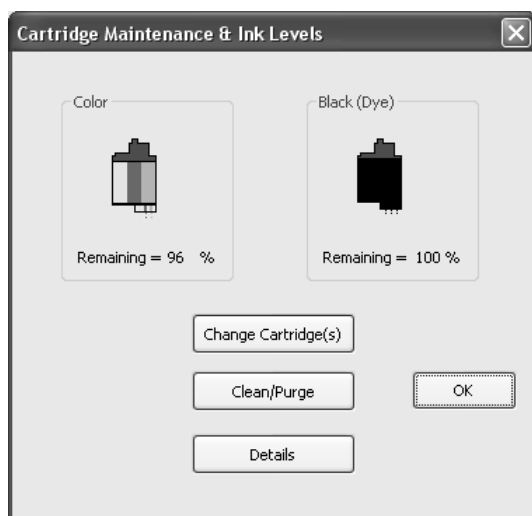 Cartridge Maintenance & Ink Levels
Color
Black (Dye)
Remaining = 96 %
Remaining = 100 %
Change Cartridge(s)
Clean/Purge
OK
Details